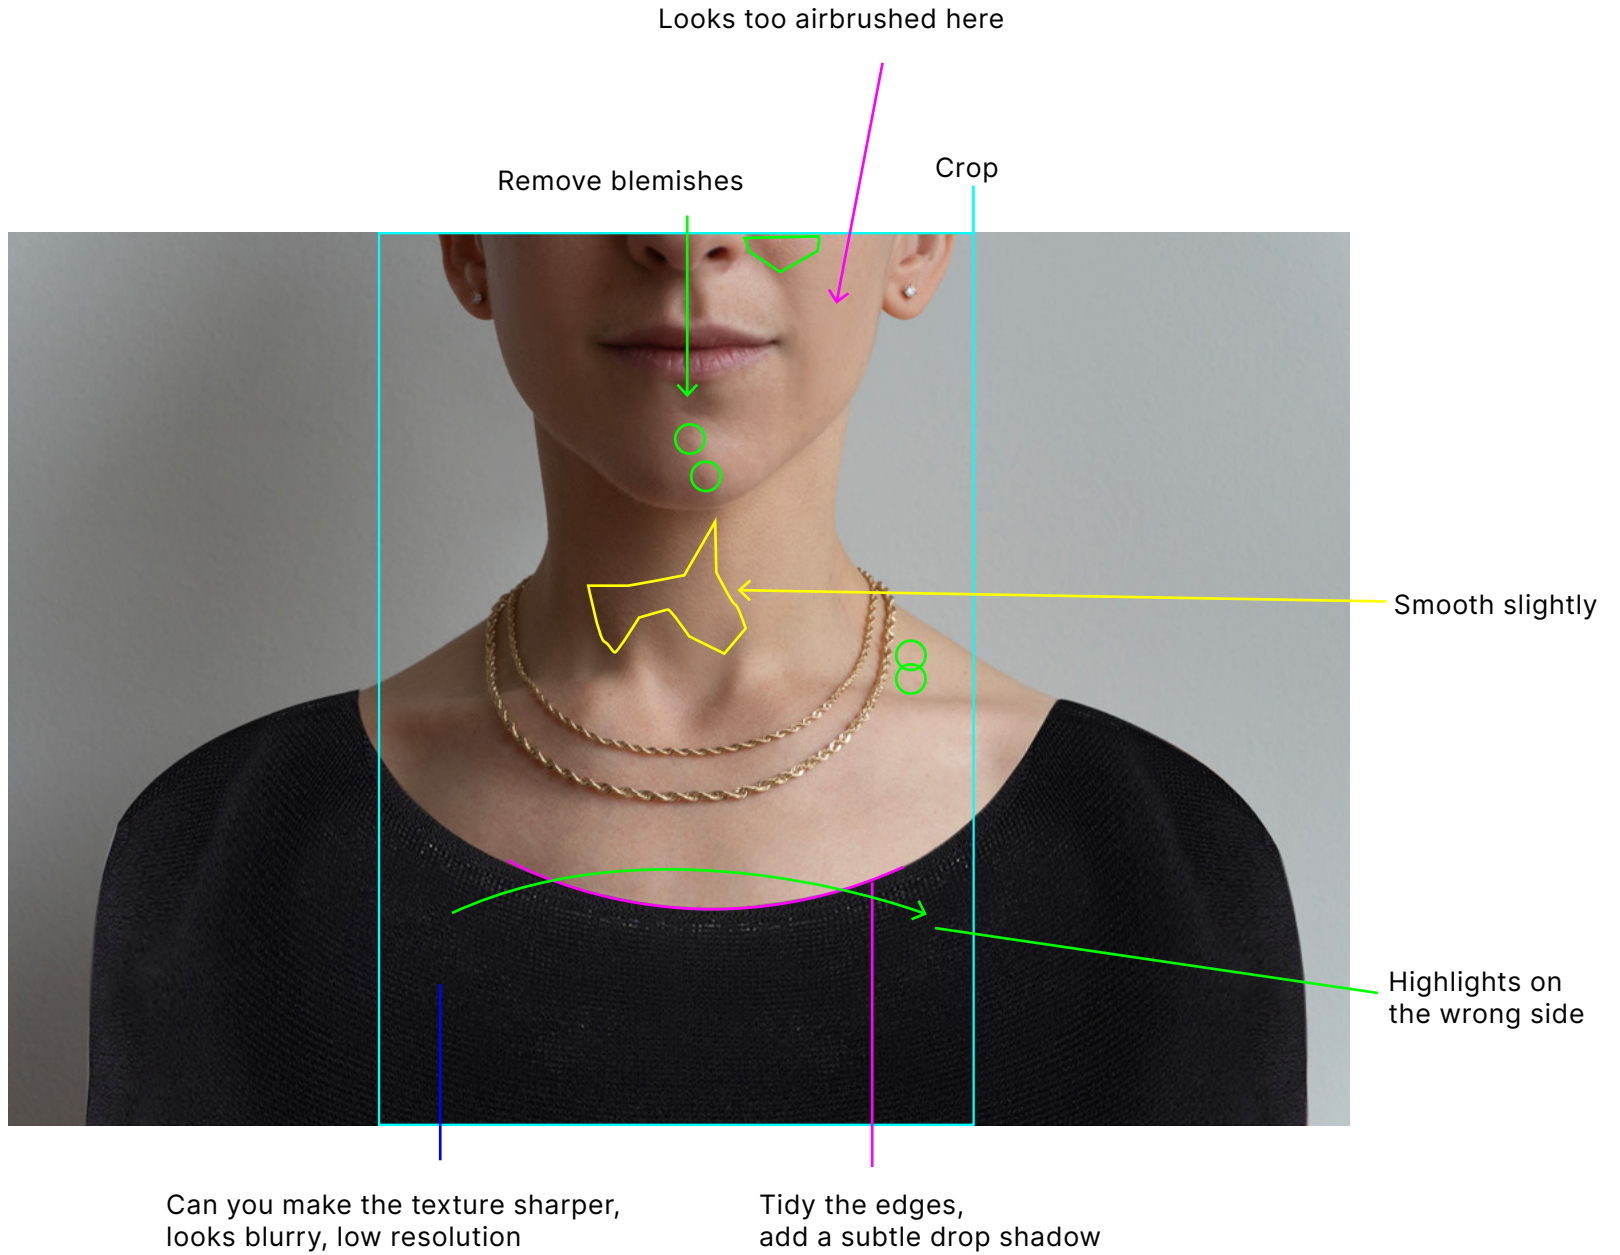 Looks too airbrushed here
Remove blemishes
Crop
Smooth slightly
Highlights on
the wrong side
Can you make the texture sharper,
looks blurry, low resolution
Tidy the edges,
add a subtle drop shadow